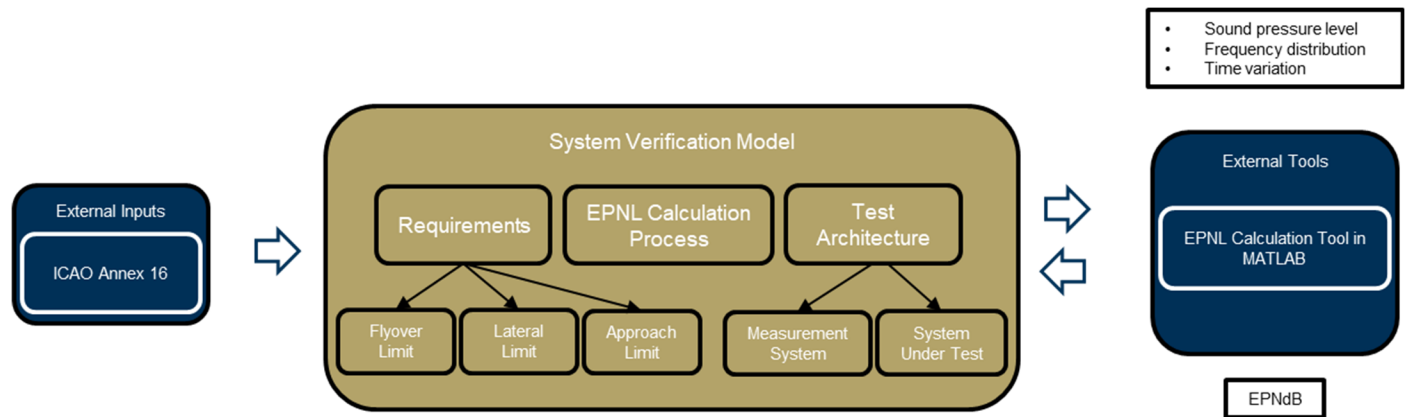 • Sound pressure level
• Frequency distribution
• Time variation
System Verification Model
External Inputs
ICAO Annex 16
Requirements
EPNL Calculation
Process
Test
Architecture
Flyover
Limit
Lateral
Limit
Approach
Limit
Measurement
System
System
Under Test
External Tools
EPNL Calculation Tool in
MATLAB
EPNdB